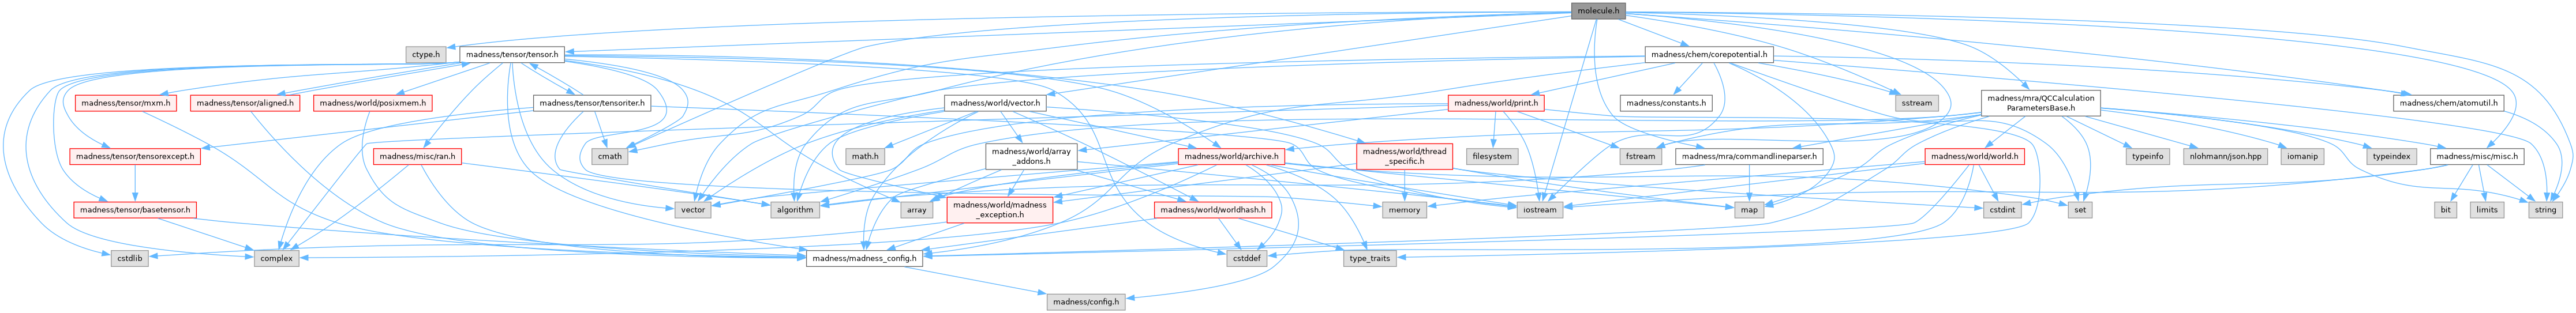 molecule.h
ctype.h
madness/tensor/tensor.h
madness/chem/corepotential.h
madness/tensor/mxm.h
madness/tensor/aligned.h
madness/world/posixmem.h
madness/tensor/tensoriter.h
madness/world/vector.h
madness/world/print.h
madness/constants.h
sstream
madness/mra/QCCalculation
ParametersBase.h
madness/chem/atomutil.h
madness/tensor/tensorexcept.h
madness/misc/ran.h
cmath
math.h
madness/world/array
_addons.h
madness/world/archive.h
madness/world/thread
_specific.h
filesystem
fstream
madness/mra/commandlineparser.h
madness/world/world.h
typeinfo
nlohmann/json.hpp
iomanip
typeindex
madness/misc/misc.h
madness/tensor/basetensor.h
vector
algorithm
array
madness/world/madness
_exception.h
madness/world/worldhash.h
memory
iostream
map
cstdint
set
bit
limits
string
cstdlib
complex
madness/madness_config.h
cstddef
type_traits
madness/config.h